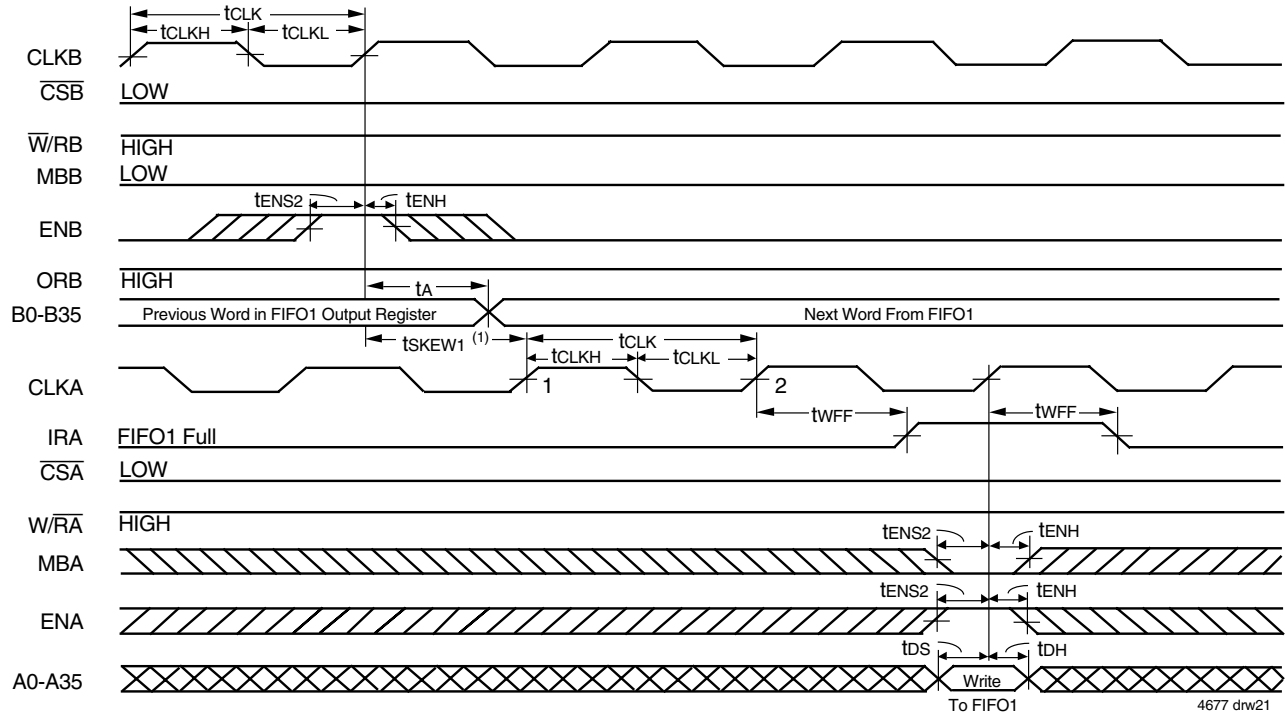 tCLK
tCLKH
tCLKL
CLKB
CSB LOW
W/RB HIGH
MBB LOW
tENS2
tENH
ENB
ORB HIGH
tA
B0-B35 Previous Word in FIFO1 Output Register Next Word From FIFO1
tSKEW1 (1)
tCLK
tCLKH
tCLKL
CLKA 1 2
tWFF tWFF
IRA FIFO1 Full
CSA LOW
W/RA HIGH
tENS2 tENH
MBA
tENS2 tENH
ENA
tDS tDH
A0-A35 Write
To FIFO1
4677 drw21